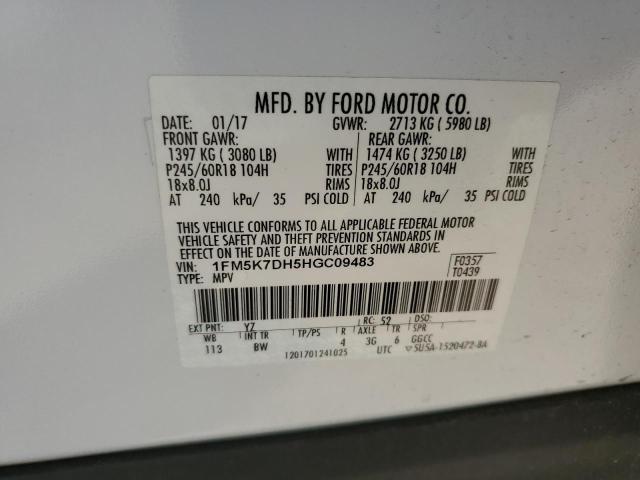 MFD. BY FORD MOTOR CO.
DATE: 01/17 GVWR: 2713 KG ( 5980 LB)
FRONT GAWR: REAR GAWR:
1397 KG ( 3080 LB) WITH 1474 KG ( 3250 LB) WITH
P245/60R18 104H TIRES P245/60R18 104H TIRES
18x8.0J RIMS 18x8.0J RIMS
AT 240 kPa/ 35 PSI COLD AT 240 kPa/ 35 PSI COLD
THIS VEHICLE CONFORMS TO ALL APPLICABLE FEDERAL MOTOR
VEHICLE SAFETY AND THEFT PREVENTION STANDARDS IN
EFFECT ON THE DATE OF MANUFACTURE SHOWN ABOVE.
VIN: 1FM5K7DH5HGC09483 F0357
TYPE: MPV T0439
EXT PNT: YZ RC: 52 DSO:
WB INT TR TP/PS R AXLE TR SPR
113 BW 4 3G 6 GGCC
1201701241025 UTC ▽5U5A-1520472-BA